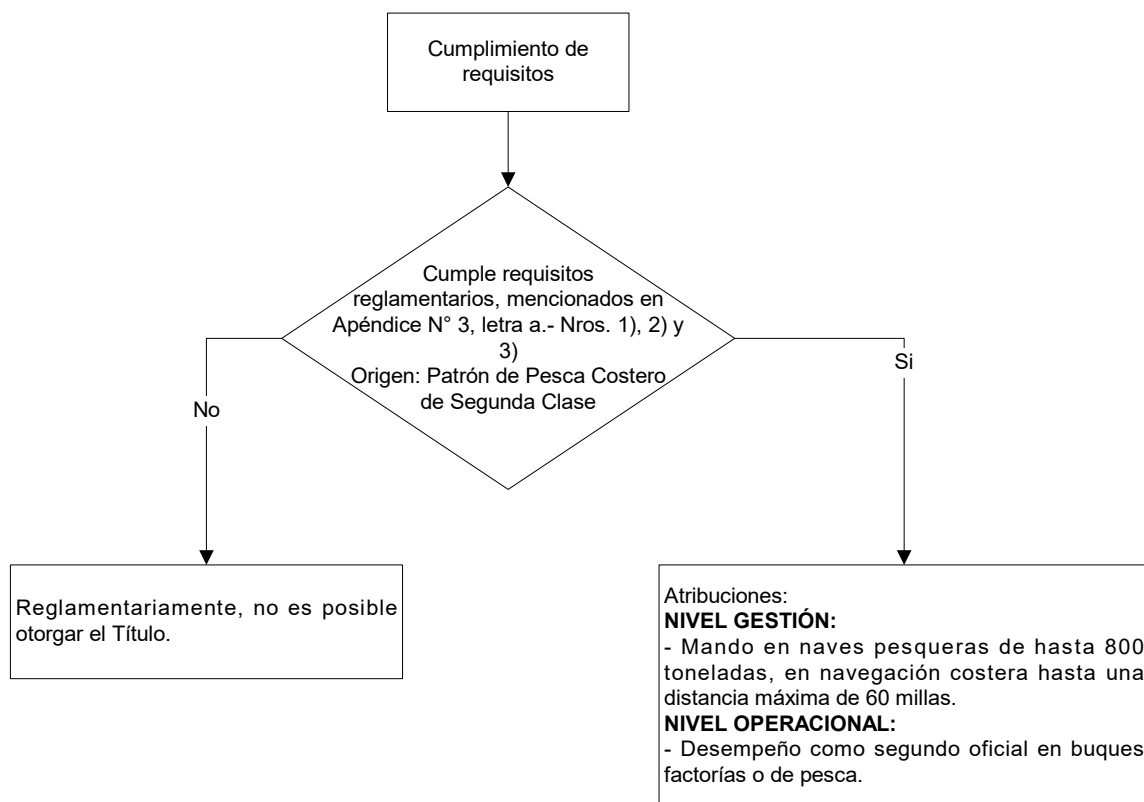 Cumplimiento de
requisitos
Cumple requisitos
reglamentarios, mencionados en
Apéndice N° 3, letra a.- Nros. 1), 2) y
3)
Origen: Patrón de Pesca Costero
de Segunda Clase
No
Si
Reglamentariamente, no es posible
otorgar el Título.
Atribuciones:
NIVEL GESTIÓN:
- Mando en naves pesqueras de hasta 800
toneladas, en navegación costera hasta una
distancia máxima de 60 millas.
NIVEL OPERACIONAL:
- Desempeño como segundo oficial en buques
factorías o de pesca.